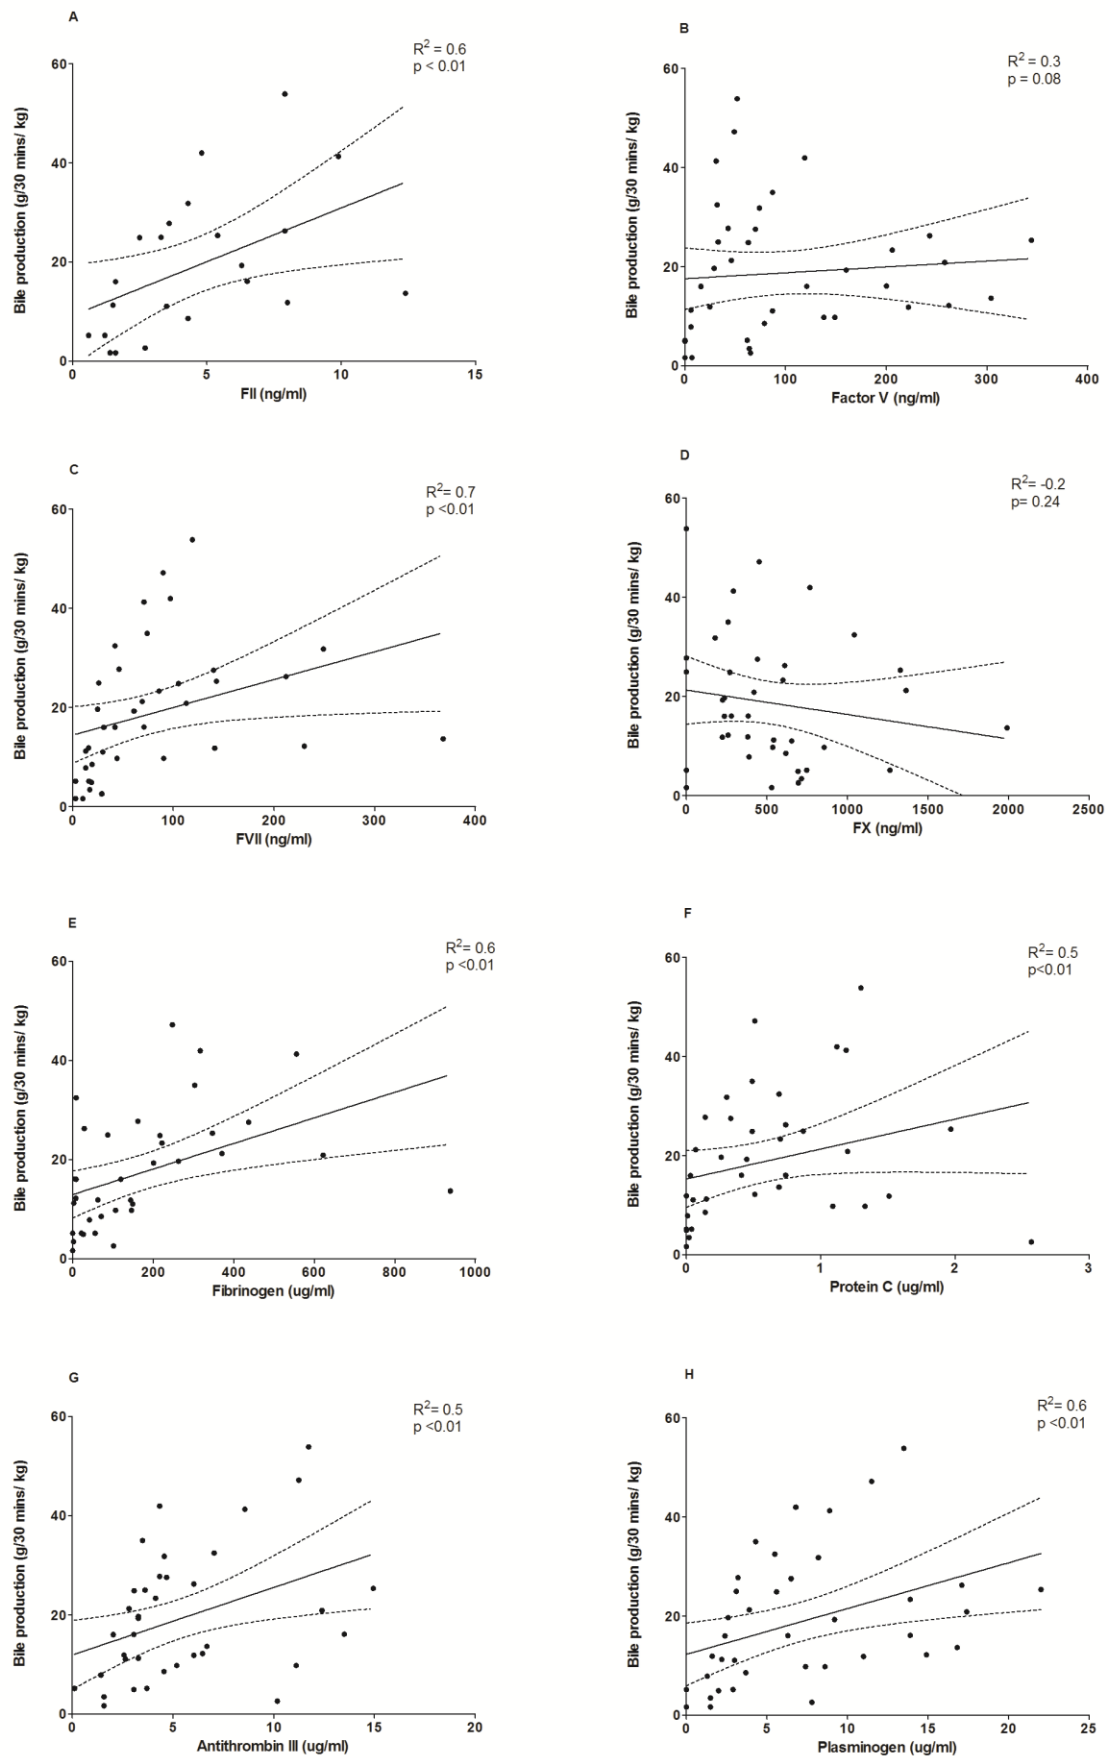 A
R² = 0.6
p < 0.01
Bile production (g/30 mins/ kg)
60
40
20
0
0 5 10 15
FII (ng/ml)
B
R² = 0.3
p = 0.08
Bile production (g/30 mins/ kg)
60
40
20
0
0 100 200 300 400
Factor V (ng/ml)
C
R²= 0.7
p <0.01
Bile production (g/30 mins/ kg)
60
40
20
0
0 100 200 300 400
FVII (ng/ml)
D
R²= -0.2
p= 0.24
Bile production (g/30 mins/ kg)
60
40
20
0
0 500 1000 1500 2000 2500
FX (ng/ml)
E
R²= 0.6
p <0.01
Bile production (g/30 mins/ kg)
60
40
20
0
0 200 400 600 800 1000
Fibrinogen (ug/ml)
F
R²= 0.5
p<0.01
Bile production (g/30 mins/ kg)
60
40
20
0
0 1 2 3
Protein C (ug/ml)
G
R²= 0.5
p <0.01
Bile production (g/30 mins/ kg)
60
40
20
0
0 5 10 15 20
Antithrombin III (ug/ml)
H
R²= 0.6
p <0.01
Bile production (g/30 mins/ kg)
60
40
20
0
0 5 10 15 20 25
Plasminogen (ug/ml)